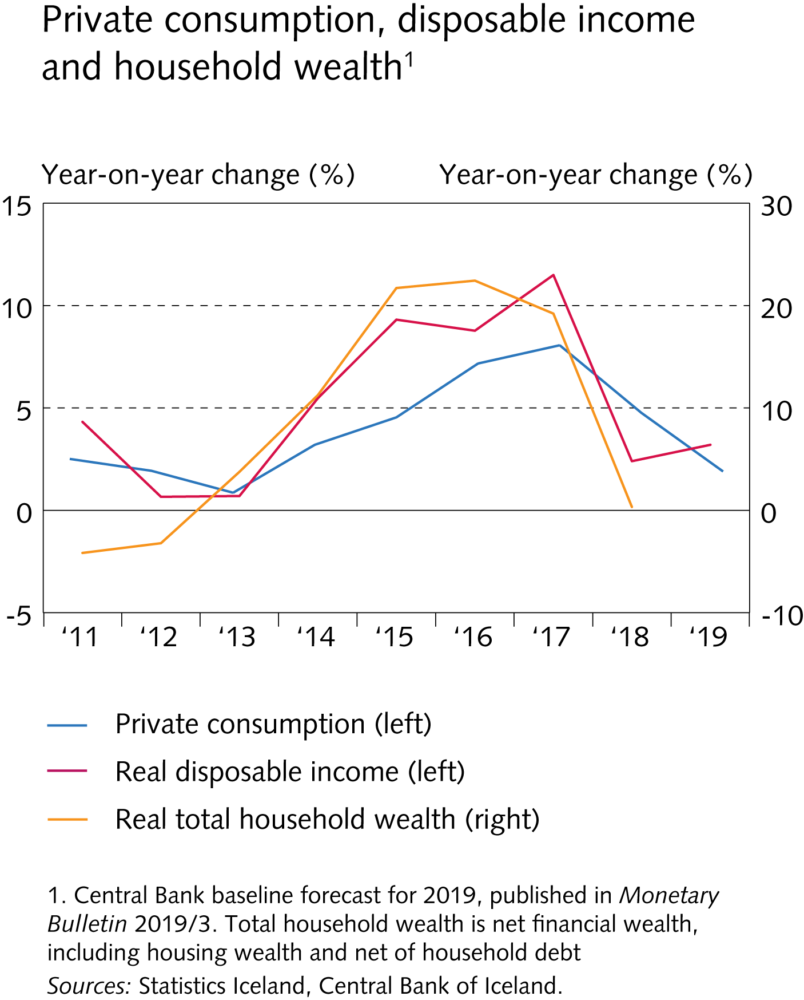 Private consumption, disposable income
and household wealth¹
Year-on-year change (%) Year-on-year change (%)
15 30
10 20
5 10
0 0
-5 -10
‘11 ‘12 ‘13 ‘14 ‘15 ‘16 ‘17 ‘18 ‘19
Private consumption (left)
Real disposable income (left)
Real total household wealth (right)
1. Central Bank baseline forecast for 2019, published in Monetary
Bulletin 2019/3. Total household wealth is net financial wealth,
including housing wealth and net of household debt
Sources: Statistics Iceland, Central Bank of Iceland.